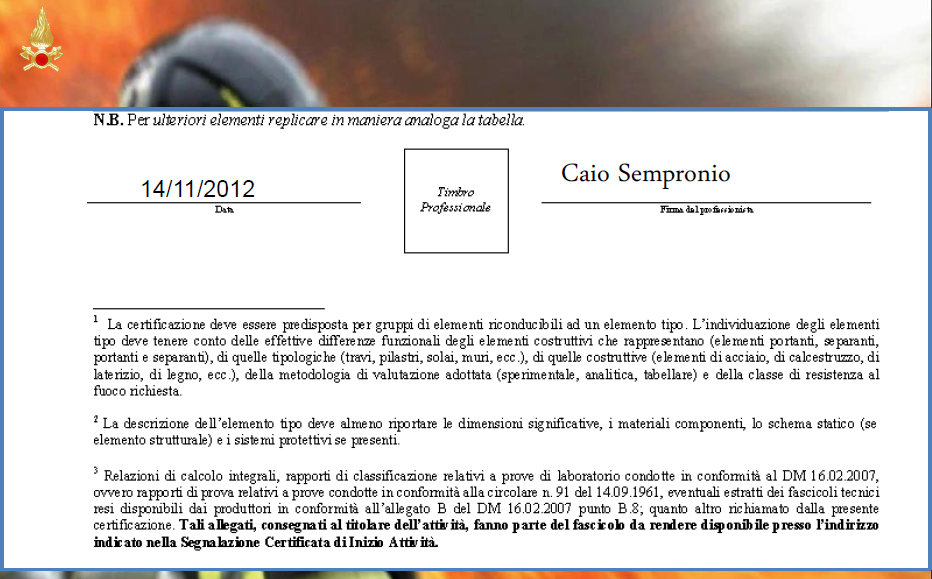 N.B. Per ulteriori elementi replicare in maniera analoga la tabella.
14/11/2012
Data
Timbro
Professionale
Caio Sempronio
Firma del professionista
1 La certificazione deve essere predisposta per gruppi di elementi riconducibili ad un elemento tipo. L'individuazione degli elementi
tipo deve tenere conto delle effettive differenze funzionali degli elementi costruttivi che rappresentano (elementi portanti, separanti,
portanti e separanti), di quelle tipologiche (travi, pilastri, solai, muri, ecc.), di quelle costruttive (elementi di acciaio, di calcestruzzo, di
laterizio, di legno, ecc.), della metodologia di valutazione adottata (sperimentale, analitica, tabellare) e della classe di resistenza al
fuoco richiesta.
2 La descrizione dell'elemento tipo deve almeno riportare le dimensioni significative, i materiali componenti, lo schema statico (se
elemento strutturale) e i sistemi protettivi se presenti.
3 Relazioni di calcolo integrali, rapporti di classificazione relativi a prove di laboratorio condotte in conformità al DM 16.02.2007,
ovvero rapporti di prova relativi a prove condotte in conformità alla circolare n. 91 del 14.09.1961, eventuali estratti dei fascicoli tecnici
resi disponibili dai produttori in conformità all'allegato B del DM 16.02.2007 punto B.8; quanto altro richiamato dalla presente
certificazione. Tali allegati, consegnati al titolare dell'attività, fanno parte del fascicolo da rendere disponibile presso l'indirizzo
indicato nella Segnalazione Certificata di Inizio Attività.